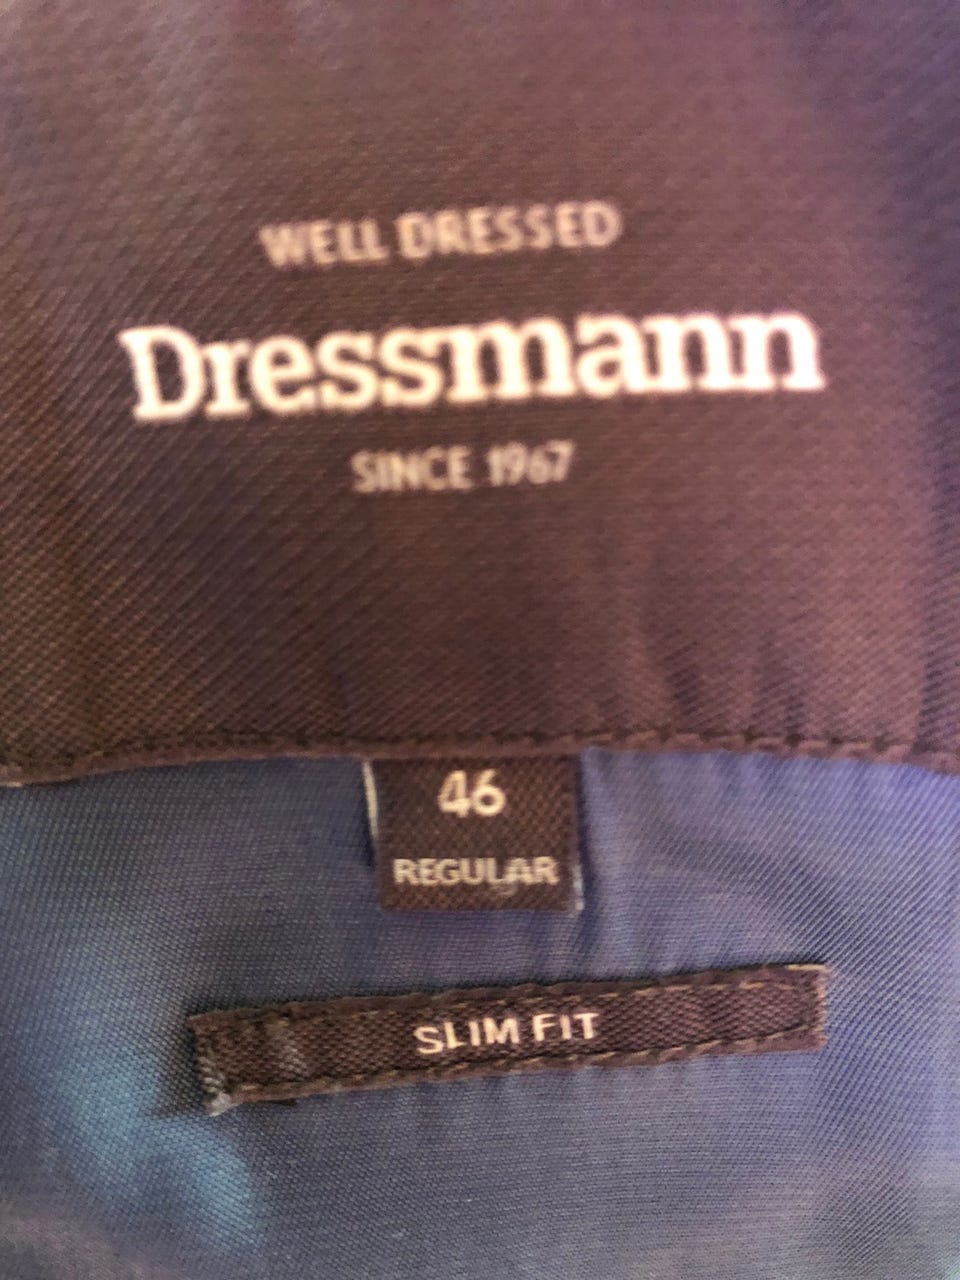 WELL DRESSED
Dressmann
SINCE 1967
46
REGULAR
SLIM FIT